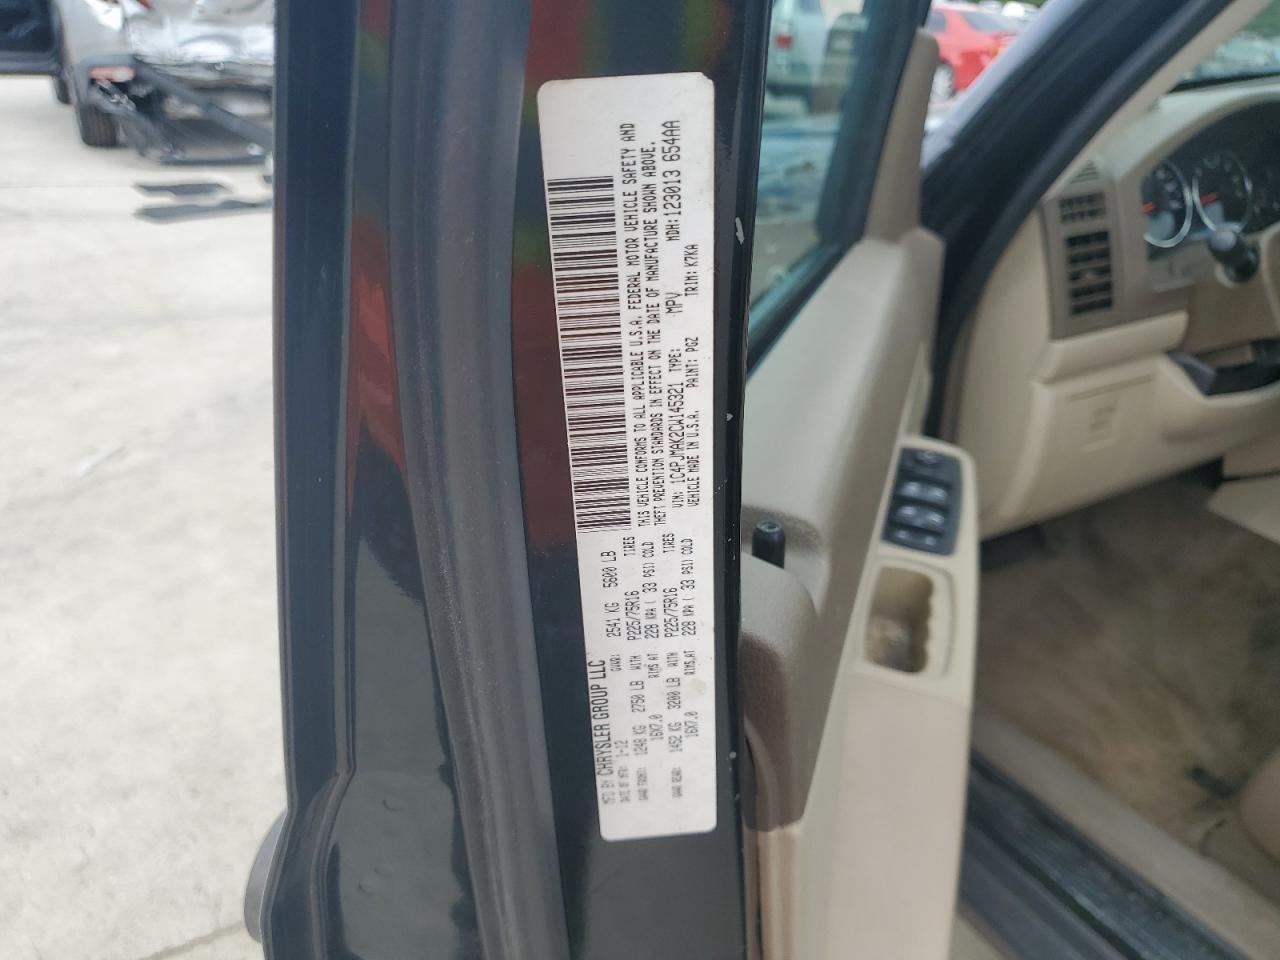 MFD BY CHRYSLER GROUP LLC
DATE OF MFR: 1-12 GVWR: 2541 KG 5600 LB
GAWR FRONT: 1248 KG 2750 LB WITH P225/75R16 TIRES
16X7.0 RIMS AT 228 KPA ( 33 PSI) COLD
GAWR REAR: 1452 KG 3200 LB WITH P225/75R16 TIRES
16X7.0 RIMS AT 228 KPA ( 33 PSI) COLD
THIS VEHICLE CONFORMS TO ALL APPLICABLE U.S.A. FEDERAL MOTOR VEHICLE SAFETY AND
THEFT PREVENTION STANDARDS IN EFFECT ON THE DATE OF MANUFACTURE SHOWN ABOVE.
VIN: 1C4PJMAK2CW145321 TYPE: MPV MDH:123013 654AA
VEHICLE MADE IN U.S.A. PAINT: PGZ TRIM: K7KA